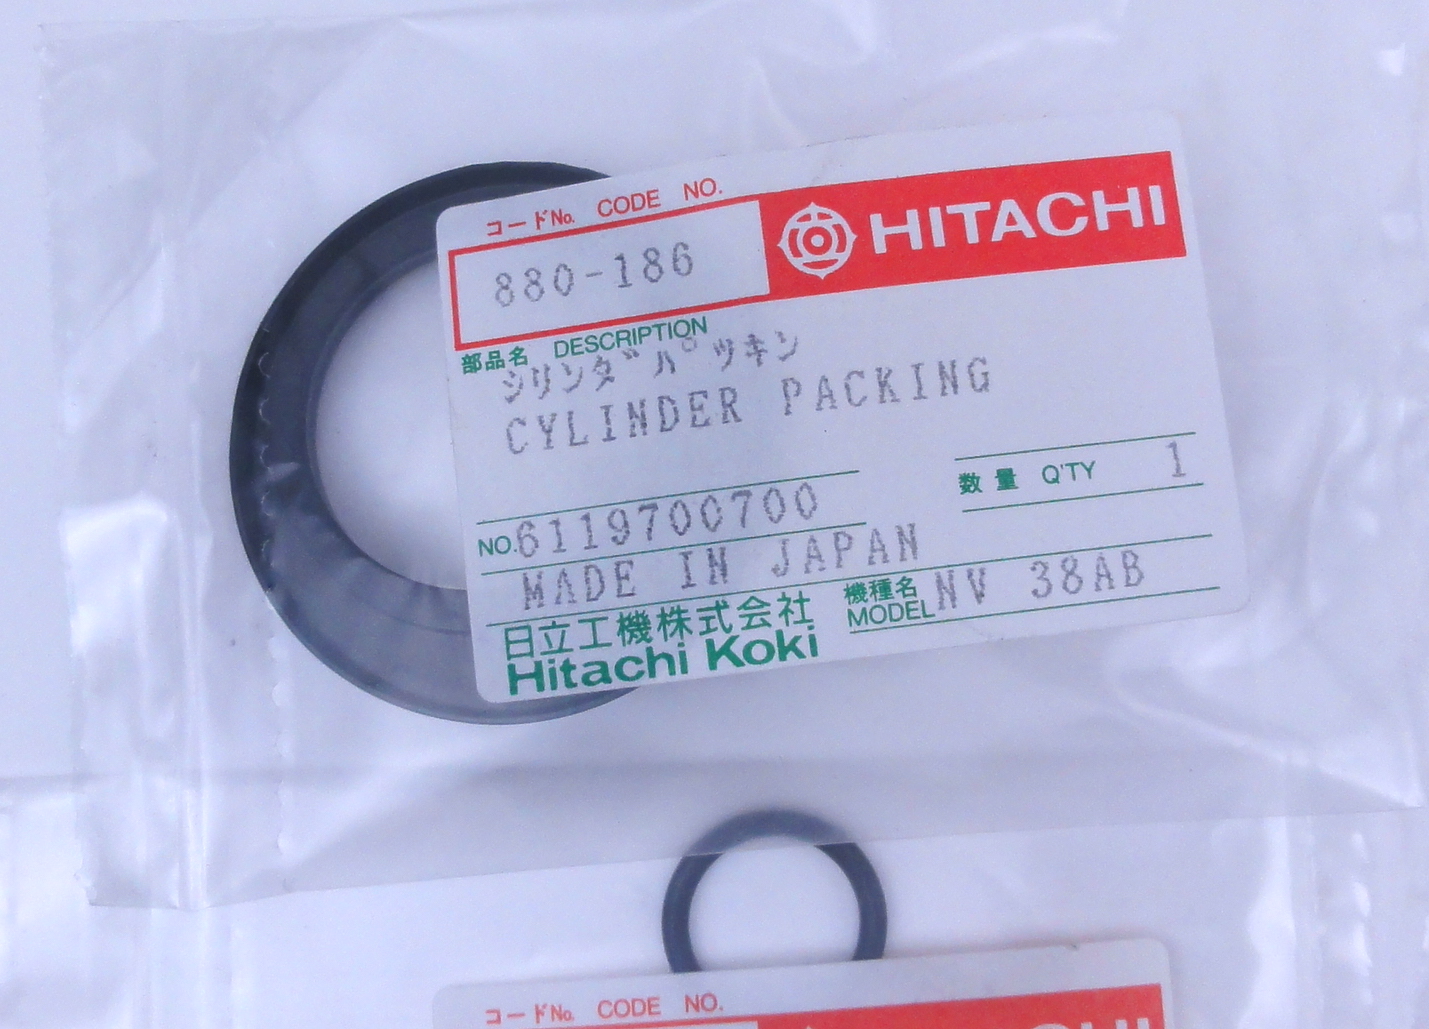 コードNo. CODE NO.
880-186
HITACHI
部品名 DESCRIPTION
シリンダパッキン
CYLINDER PACKING
数量 Q'TY 1
NO. 6119700700
MADE IN JAPAN
機種名
MODEL NV 38AB
日立工機株式会社
Hitachi Koki
コードNo. CODE NO.